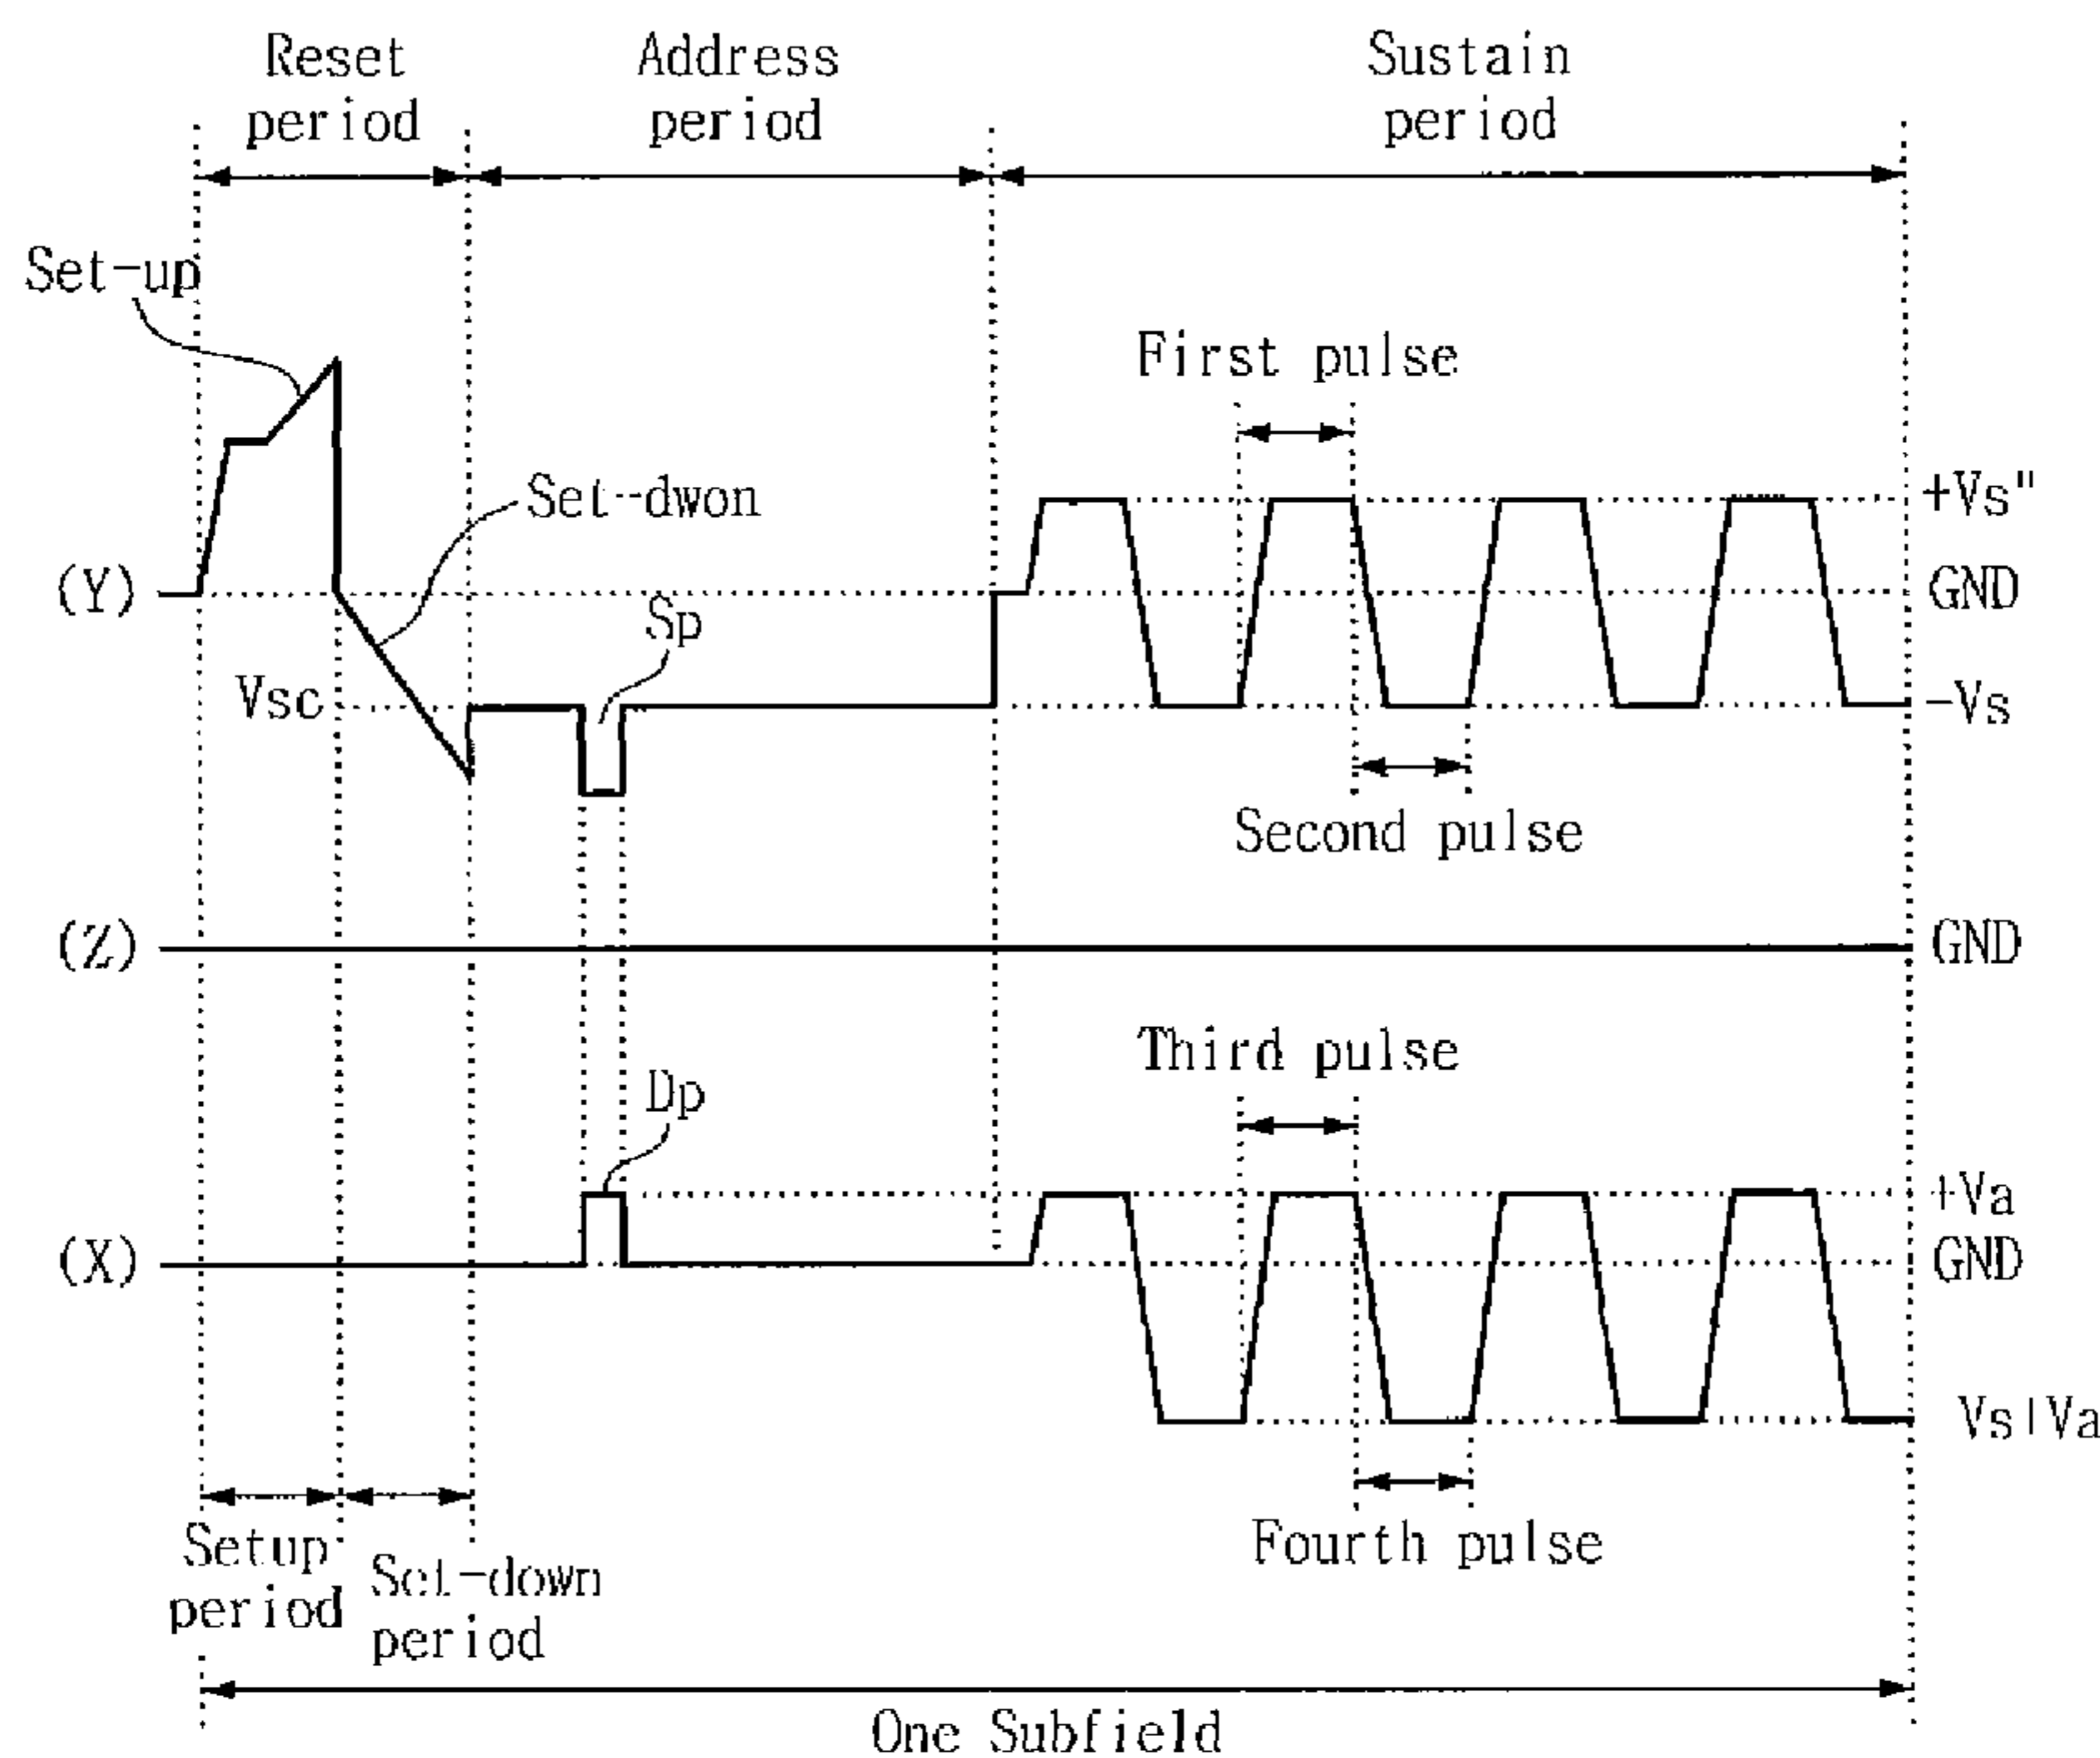 Reset
period
Address
period
Sustain
period
Set-up
First pulse
Set-dwon
+Vs"
(Y)
GND
Sp
Vsc
-Vs
Second pulse
(Z)
GND
Third pulse
Dp
+Va
(X)
GND
Vs|Va
Fourth pulse
Setup
period
Set-down
period
One Subfield